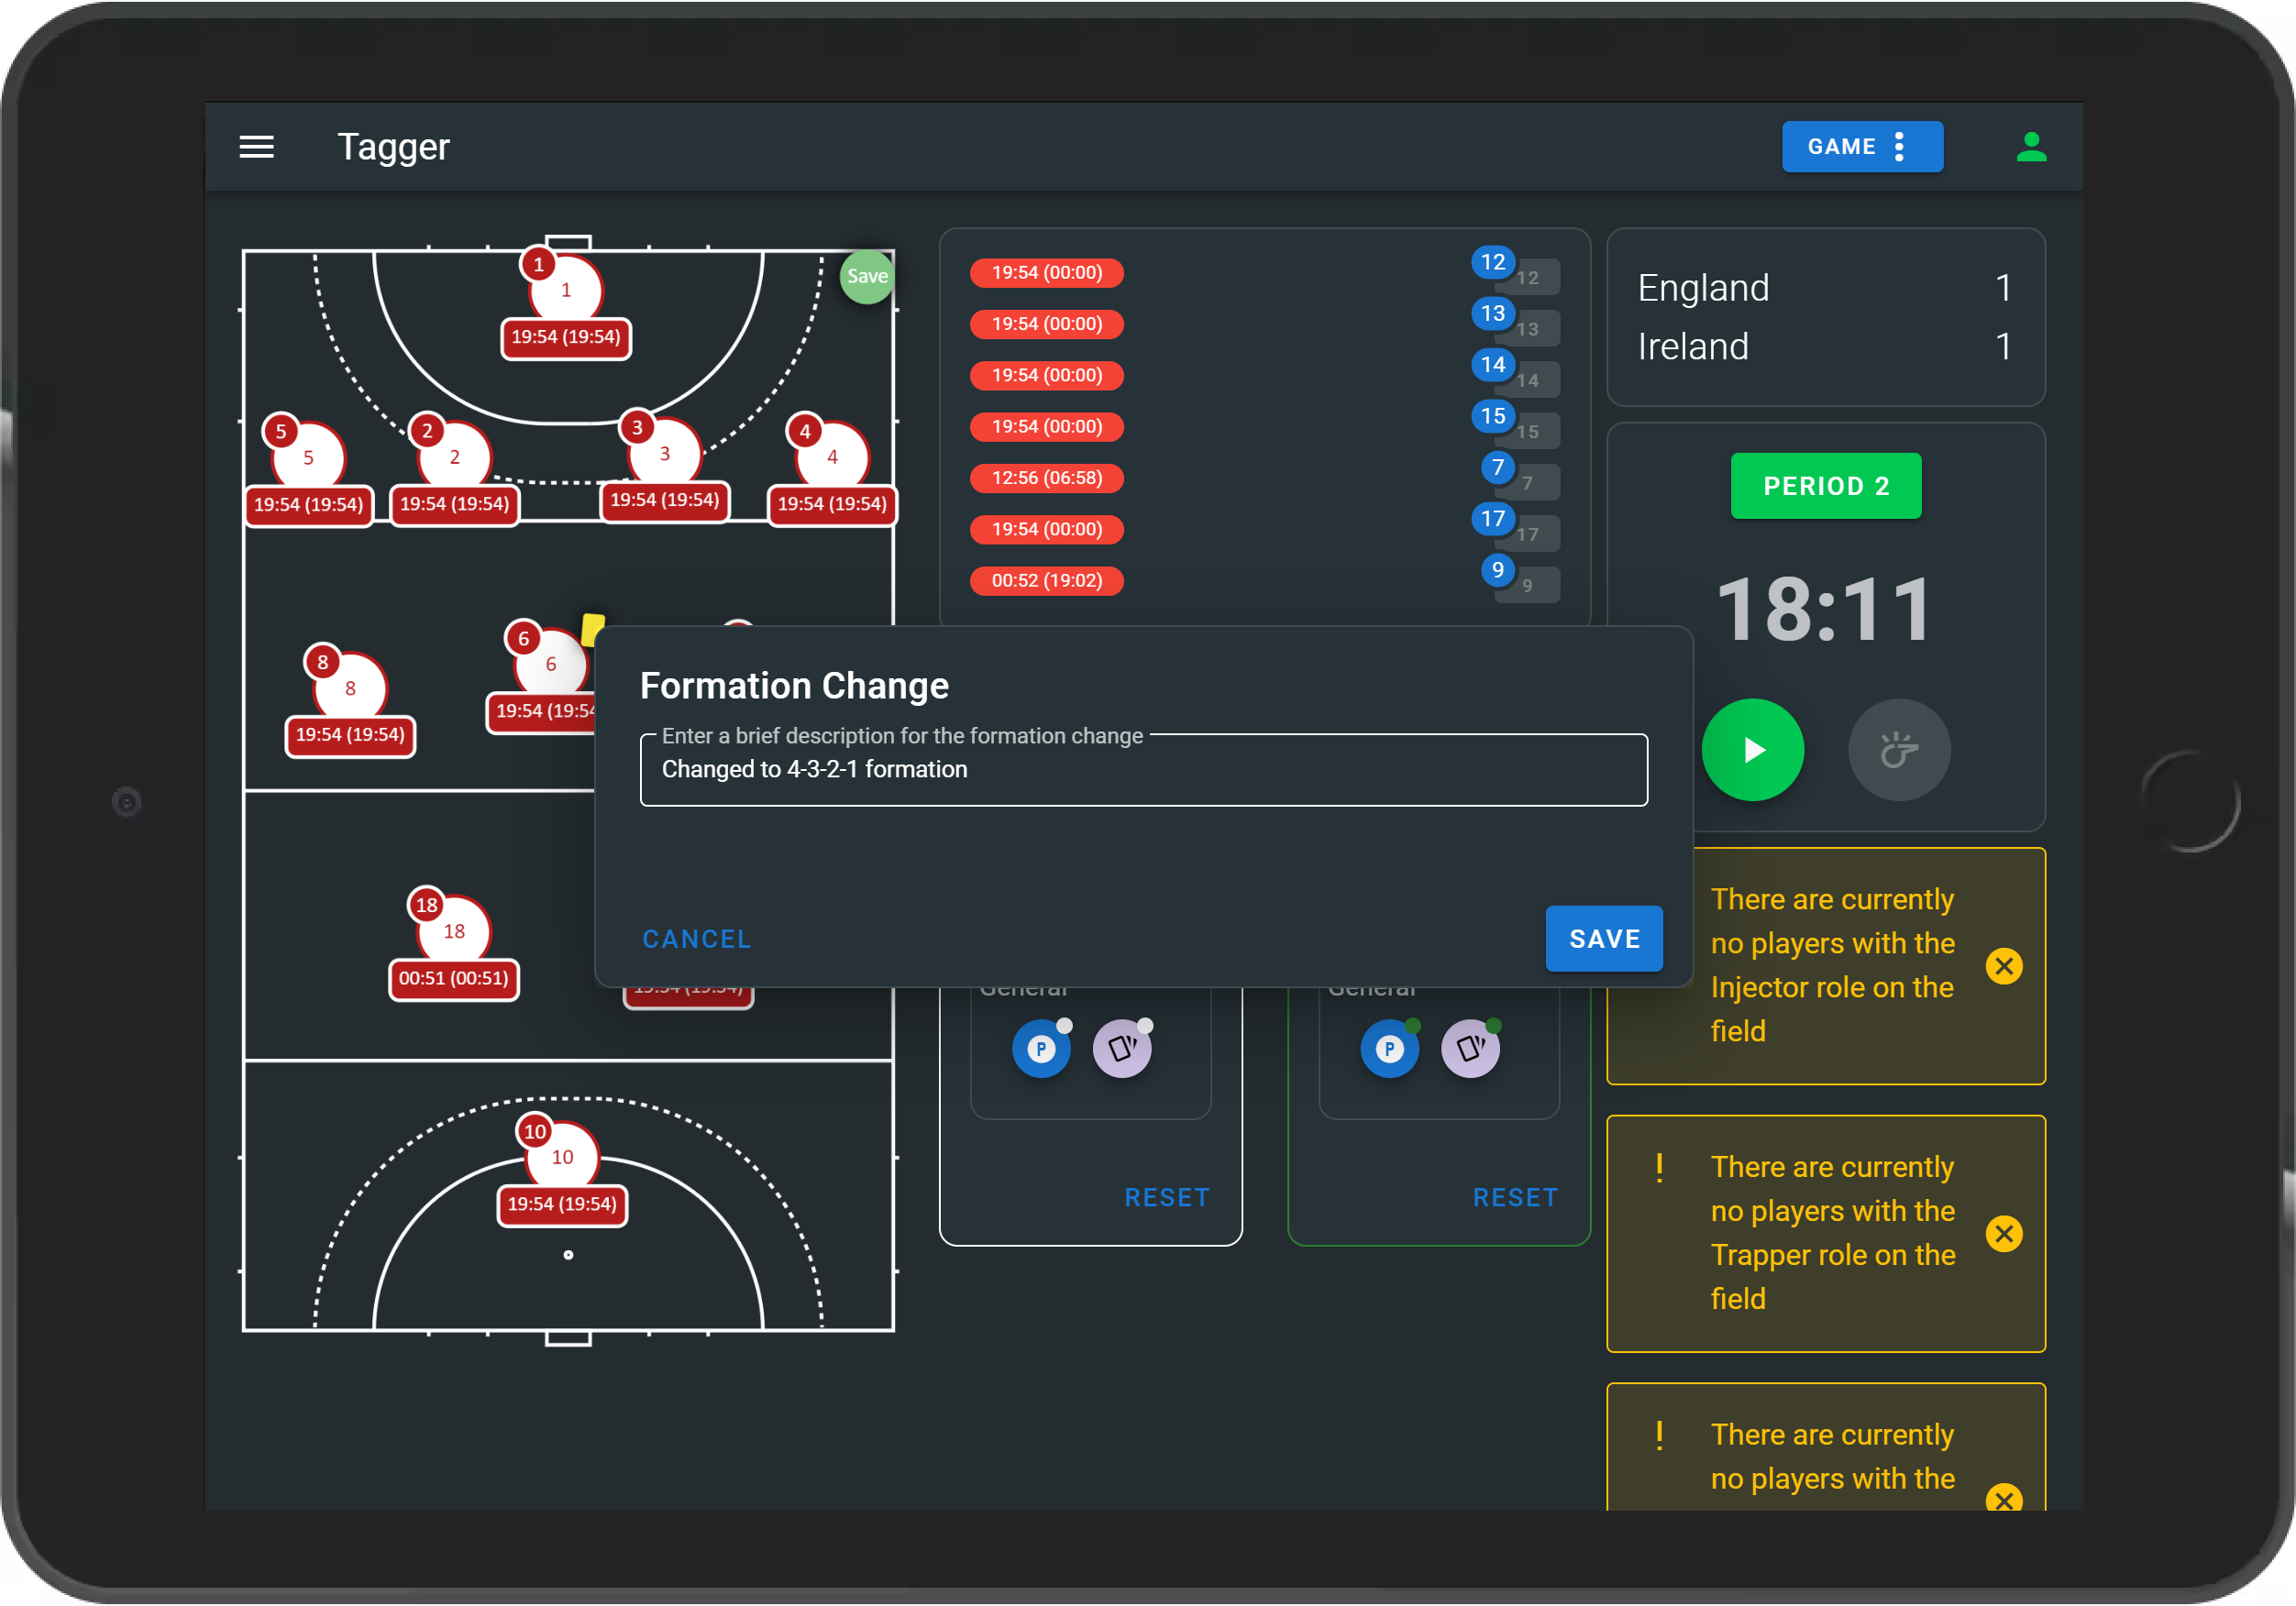 Tagger
GAME
Save
1
1
19:54 (19:54)
5
5
19:54 (19:54)
2
2
19:54 (19:54)
3
3
19:54 (19:54)
4
4
19:54 (19:54)
8
8
19:54 (19:54)
6
6
19:54 (19:54
18
18
00:51 (00:51)
19:54 (19:54)
10
10
19:54 (19:54)
19:54 (00:00)
12
12
19:54 (00:00)
13
13
19:54 (00:00)
14
14
19:54 (00:00)
15
15
12:56 (06:58)
7
7
19:54 (00:00)
17
17
00:52 (19:02)
9
9
England 1
Ireland 1
PERIOD 2
18:11
Formation Change
Enter a brief description for the formation change
Changed to 4-3-2-1 formation
CANCEL
SAVE
General
P
RESET
General
P
RESET
There are currently
no players with the
Injector role on the
field
!
There are currently
no players with the
Trapper role on the
field
!
There are currently
no players with the